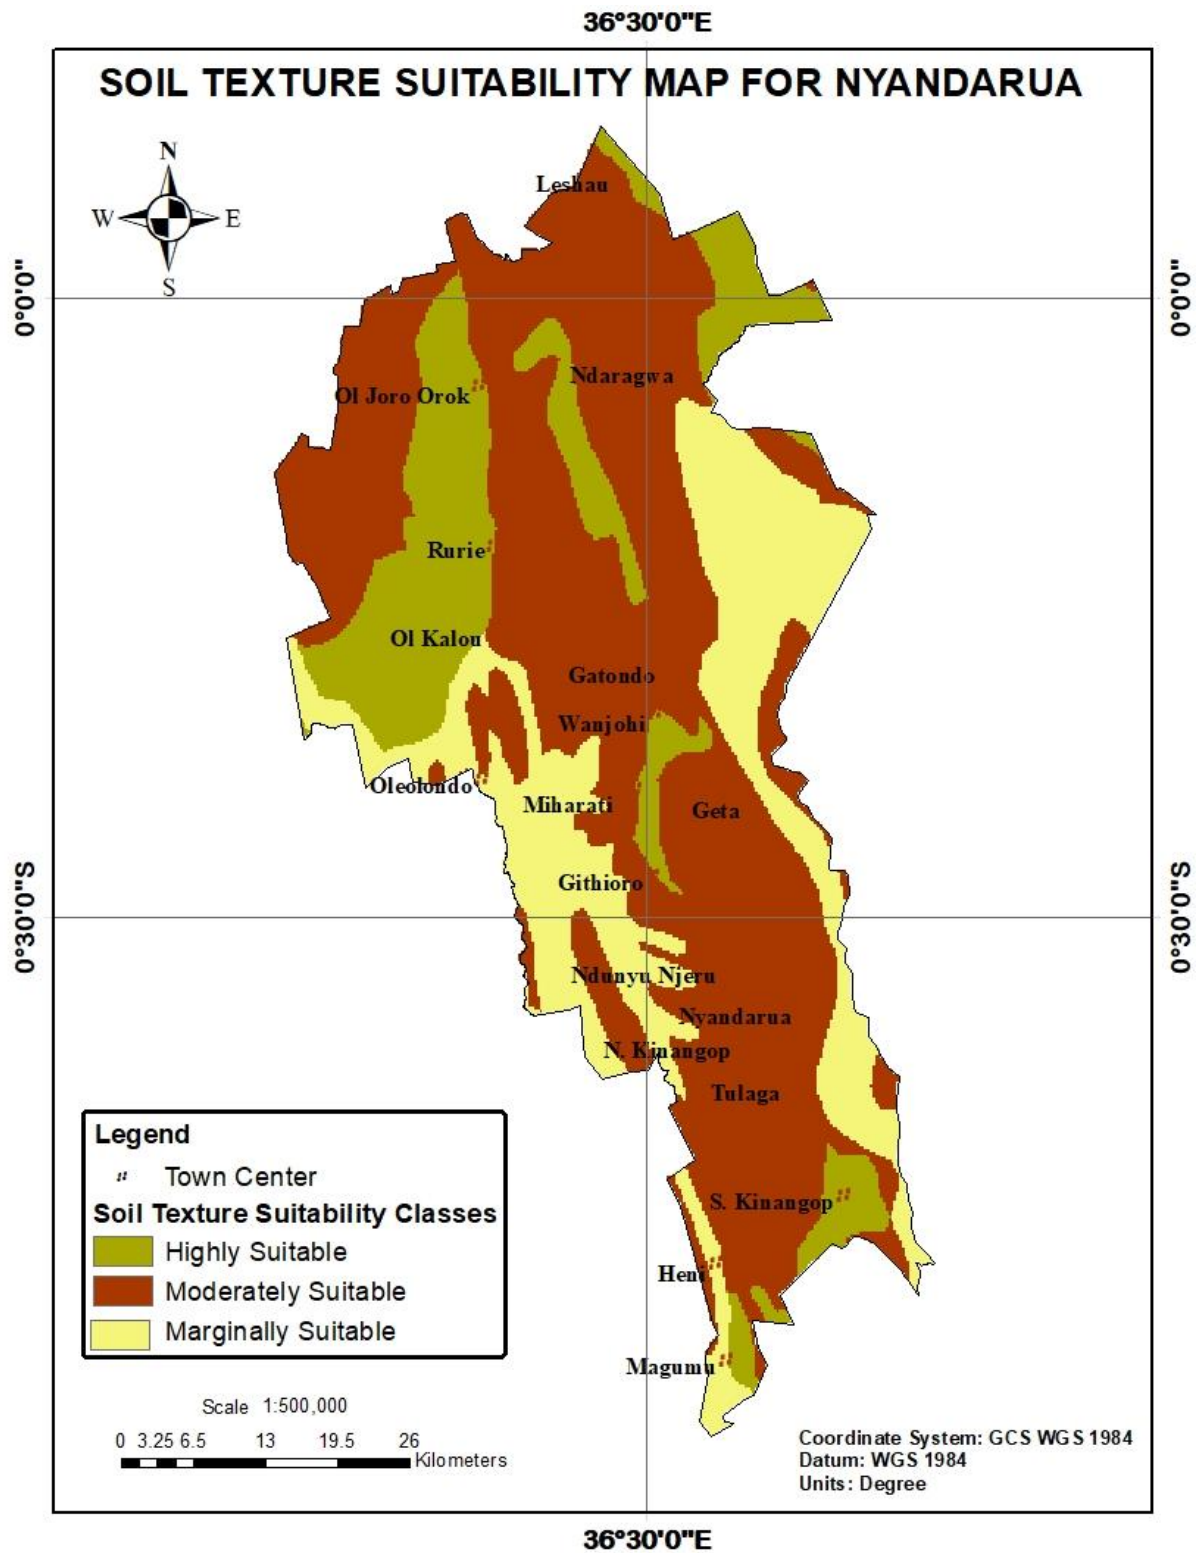 36°30'0"E
SOIL TEXTURE SUITABILITY MAP FOR NYANDARUA
N
W E
S
Leshau
0°0'0"
0°0'0"
Ndaragwa
Ol Joro Orok
Rurie
Ol Kalou
Gatondo
Wanjohi
Oleolondo
Miharati
Geta
Githioro
0°30'0"S
0°30'0"S
Ndunyu Njeru
Nyandarua
N. Kinangop
Tulaga
S. Kinangop
Heni
Magumu
Legend
Town Center
Soil Texture Suitability Classes
Highly Suitable
Moderately Suitable
Marginally Suitable
Scale 1:500,000
0 3.25 6.5 13 19.5 26
Kilometers
Coordinate System: GCS WGS 1984
Datum: WGS 1984
Units: Degree
36°30'0"E